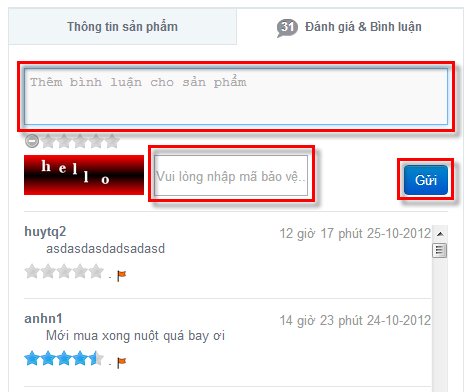 Thông tin sản phẩm
31 Đánh giá & Bình luận
Thêm bình luận cho sản phẩm
hello
Vui lòng nhập mã bảo vệ..
Gửi
huytq2 12 giờ 17 phút 25-10-2012
asdasdasdadsadasd
anhn1 14 giờ 23 phút 24-10-2012
Mới mua xong nuột quá bay ơi